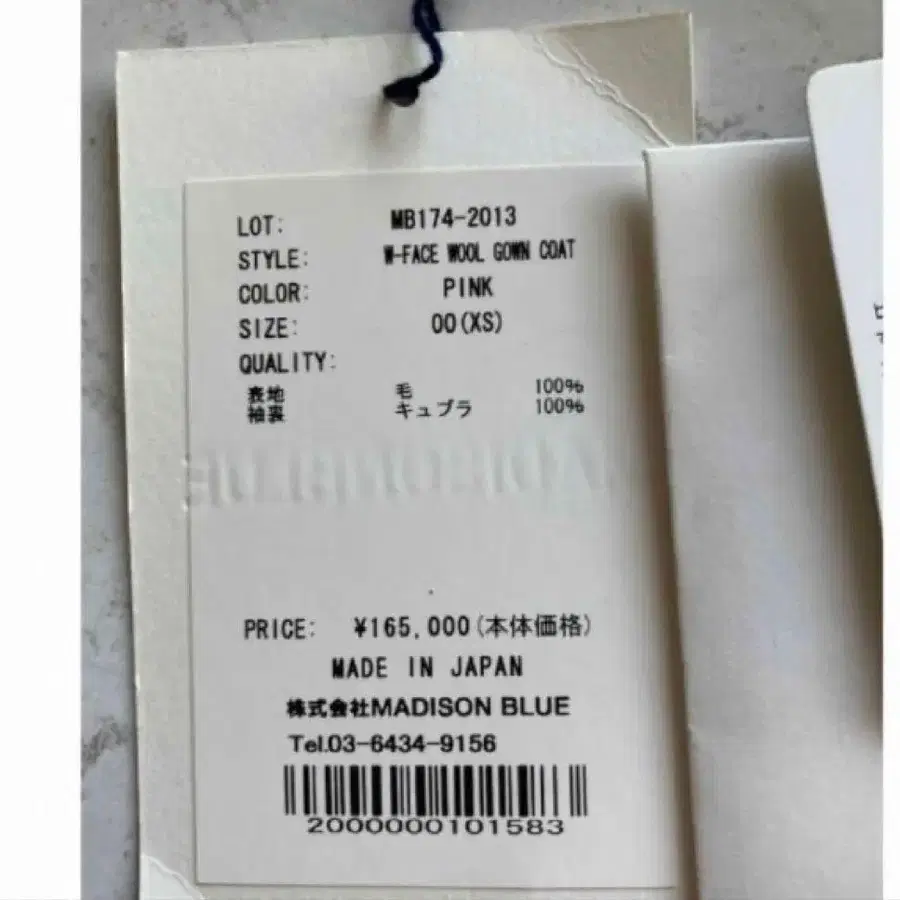 LOT: MB174-2013
STYLE: W-FACE WOOL GOWN COAT
COLOR: PINK
SIZE: 00(XS)
QUALITY:
表地 毛 100%
袖裏 キュプラ 100%
PRICE: ¥165,000(本体価格)
MADE IN JAPAN
株式会社MADISON BLUE
Tel.03-6434-9156
2000000101583